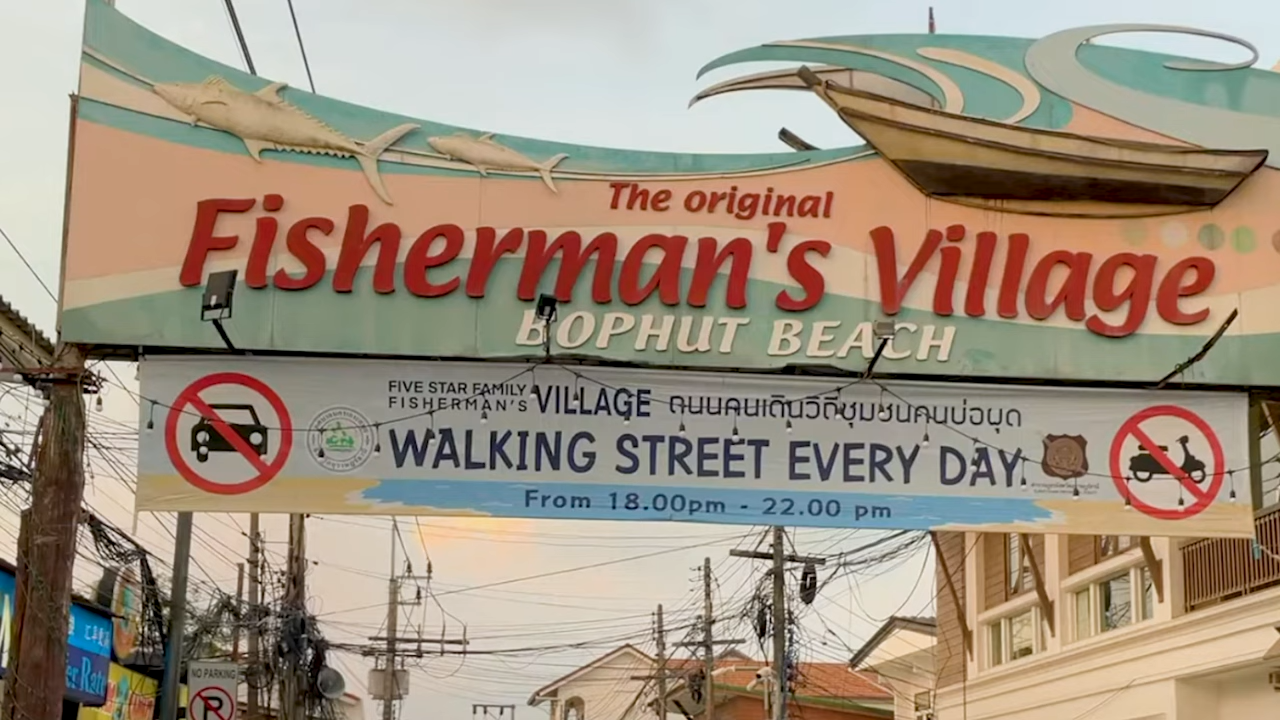 The original
Fisherman's Village
BOPHUT BEACH
FIVE STAR FAMILY
FISHERMAN'S VILLAGE ถนนคนเดินวิถีชุมชนคนบ่อผุด
WALKING STREET EVERY DAY
From 18.00pm - 22.00 pm
NO PARKING
P